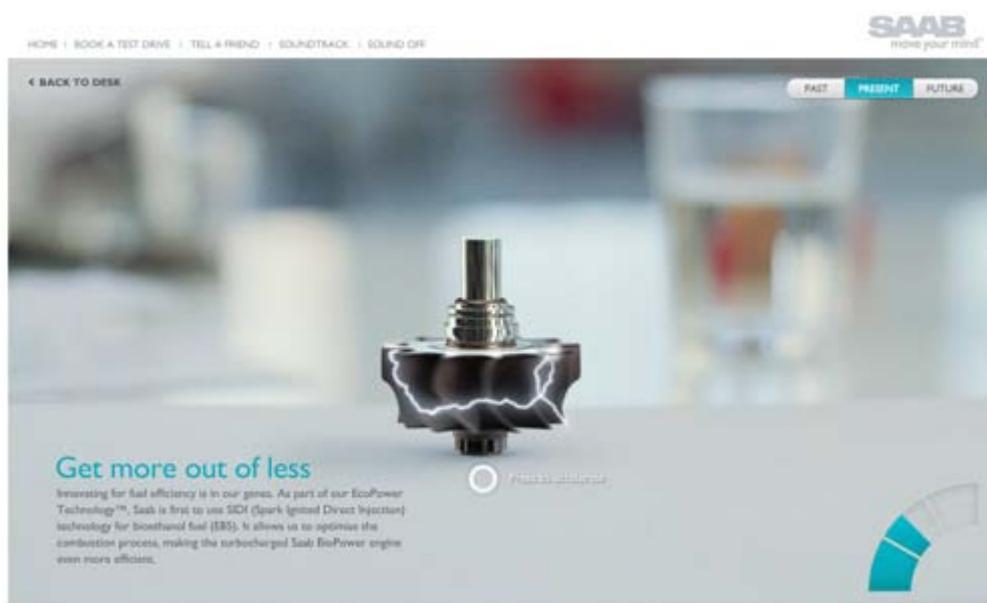 SAAB
move your mind™
HOME | BOOK A TEST DRIVE | TELL A FRIEND | SOUNDTRACK | SOUND OFF
BACK TO DESK
PAST PRESENT FUTURE
Get more out of less
Innovating for fuel efficiency is in our genes. As part of our EcoPower
Technology™, Saab is first to use SIDI (Spark Ignited Direct Injection)
technology for bioethanol fuel (E85). It allows us to optimise the
combustion process, making the turbocharged Saab BioPower engine
even more efficient.
Press to